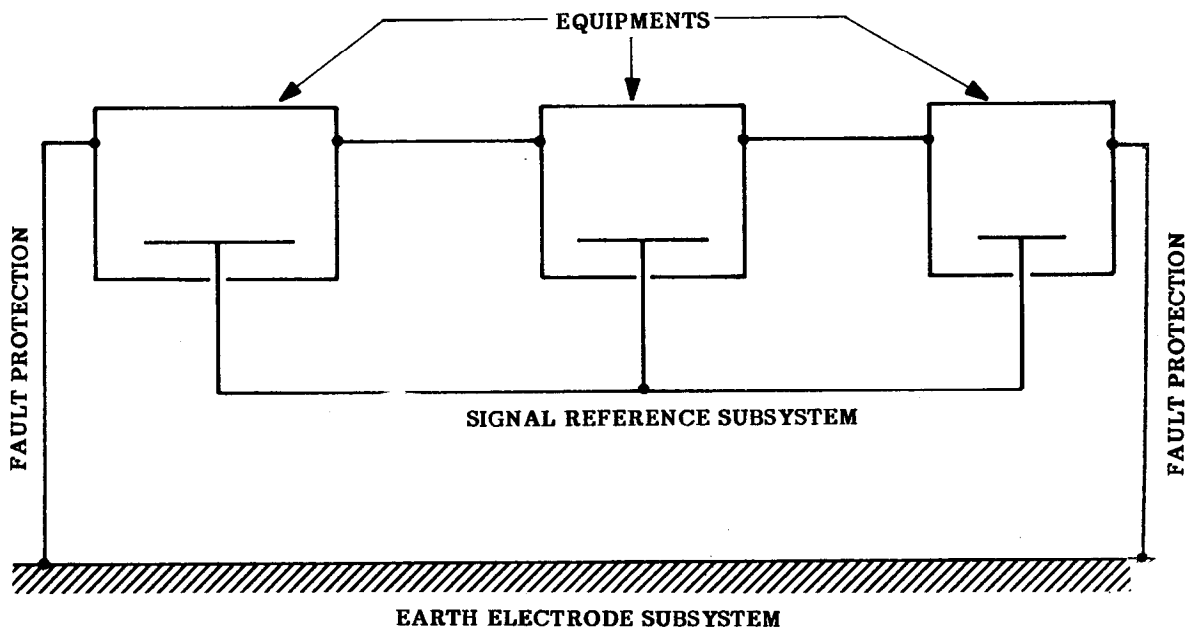 EQUIPMENTS
FAULT PROTECTION
FAULT PROTECTION
SIGNAL REFERENCE SUBSYSTEM
EARTH ELECTRODE SUBSYSTEM